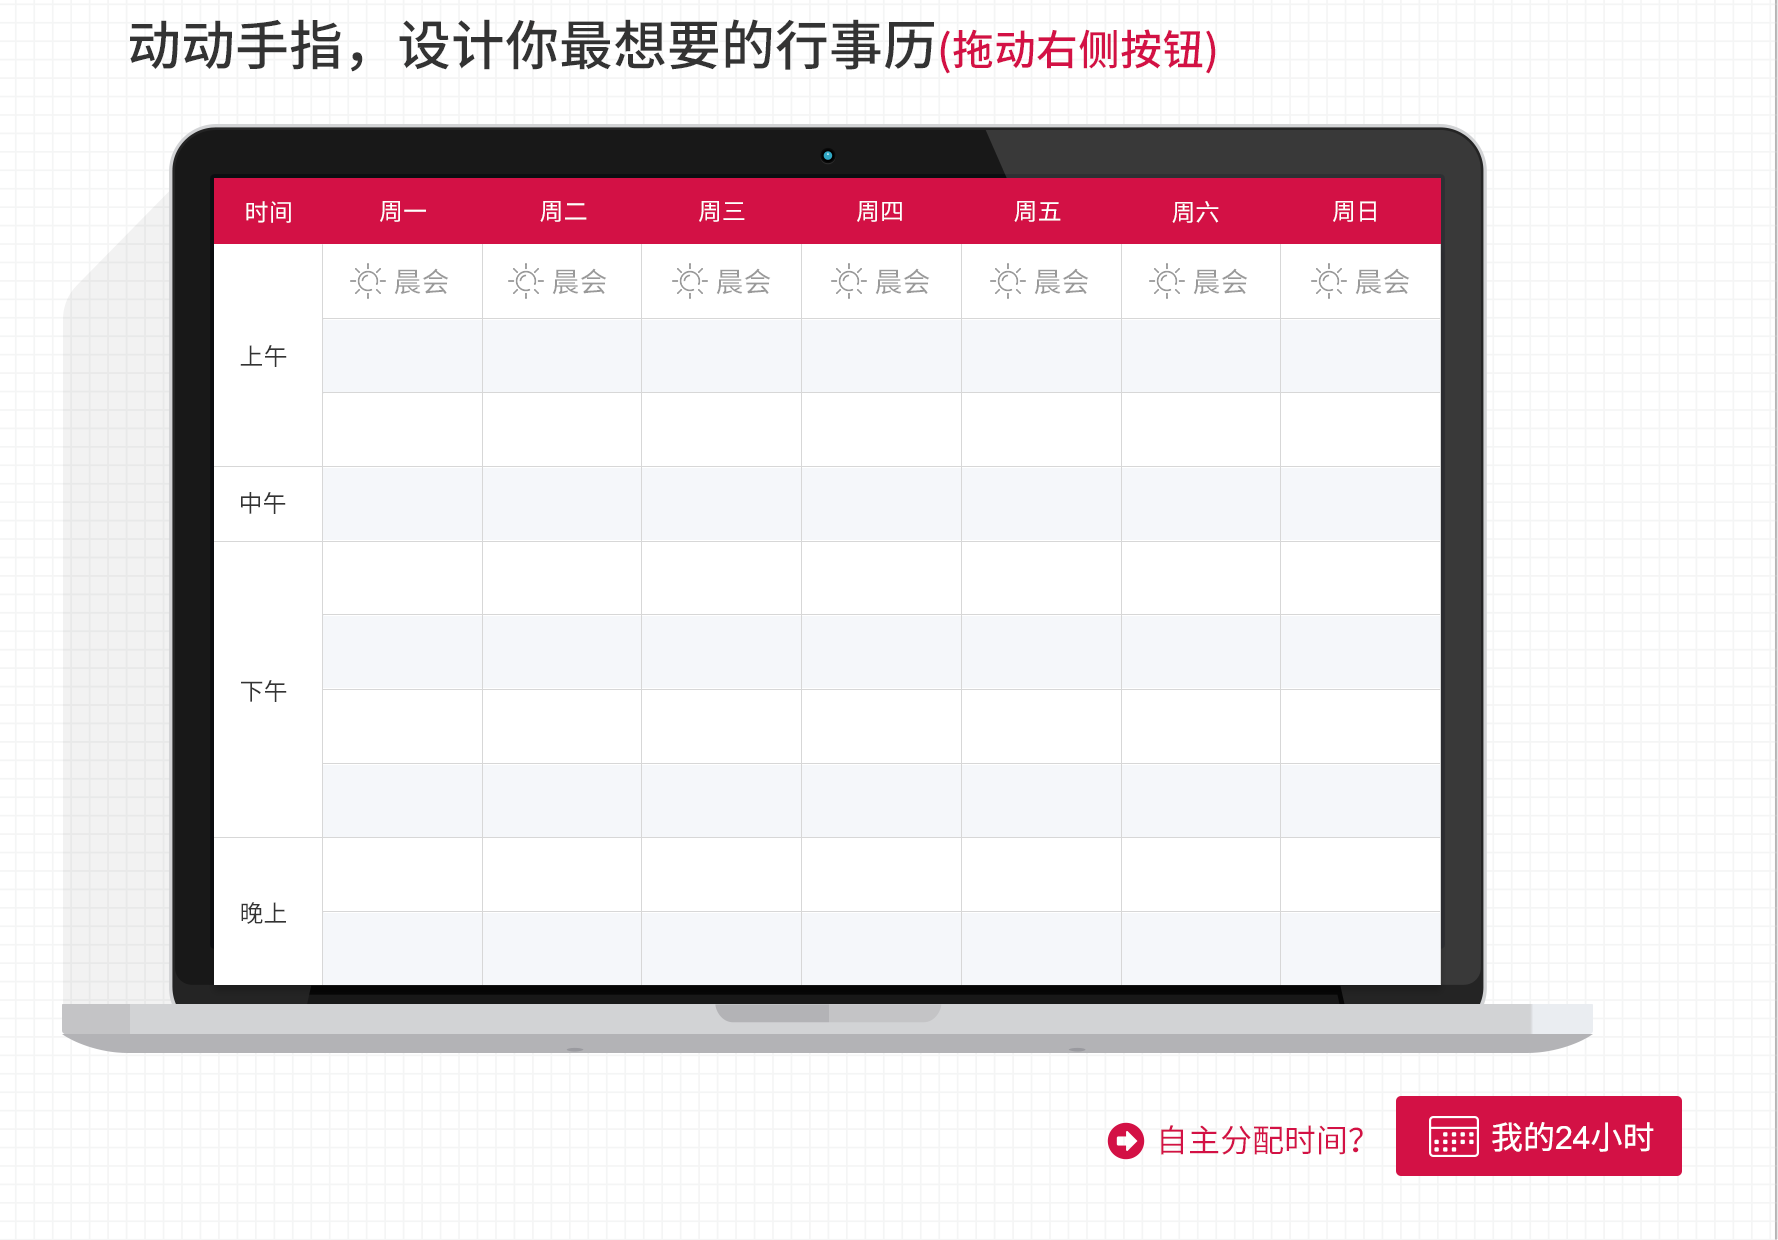 动动手指，设计你最想要的行事历(拖动右侧按钮)
时间 周一 周二 周三 周四 周五 周六 周日
晨会 晨会 晨会 晨会 晨会 晨会 晨会
上午
中午
下午
晚上
自主分配时间？ 我的24小时